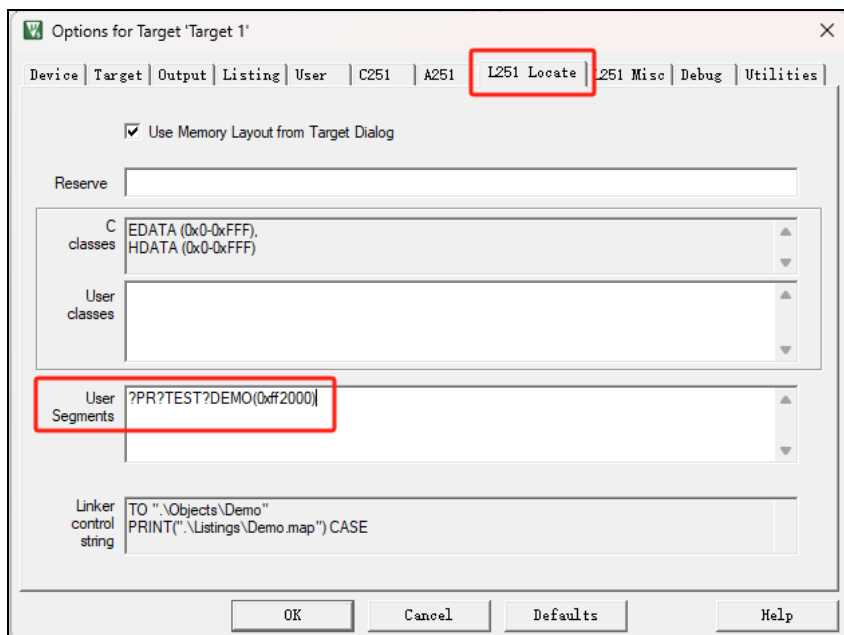 Options for Target 'Target 1'
Device Target Output Listing User C251 A251 L251 Locate L251 Misc Debug Utilities
Use Memory Layout from Target Dialog
Reserve
C classes
EDATA (0x0-0xFFF),
HDATA (0x0-0xFFF)
User classes
User Segments
?PR?TEST?DEMO(0xff2000)
Linker control string
TO ".\Objects\Demo"
PRINT(".\Listings\Demo.map") CASE
OK Cancel Defaults Help